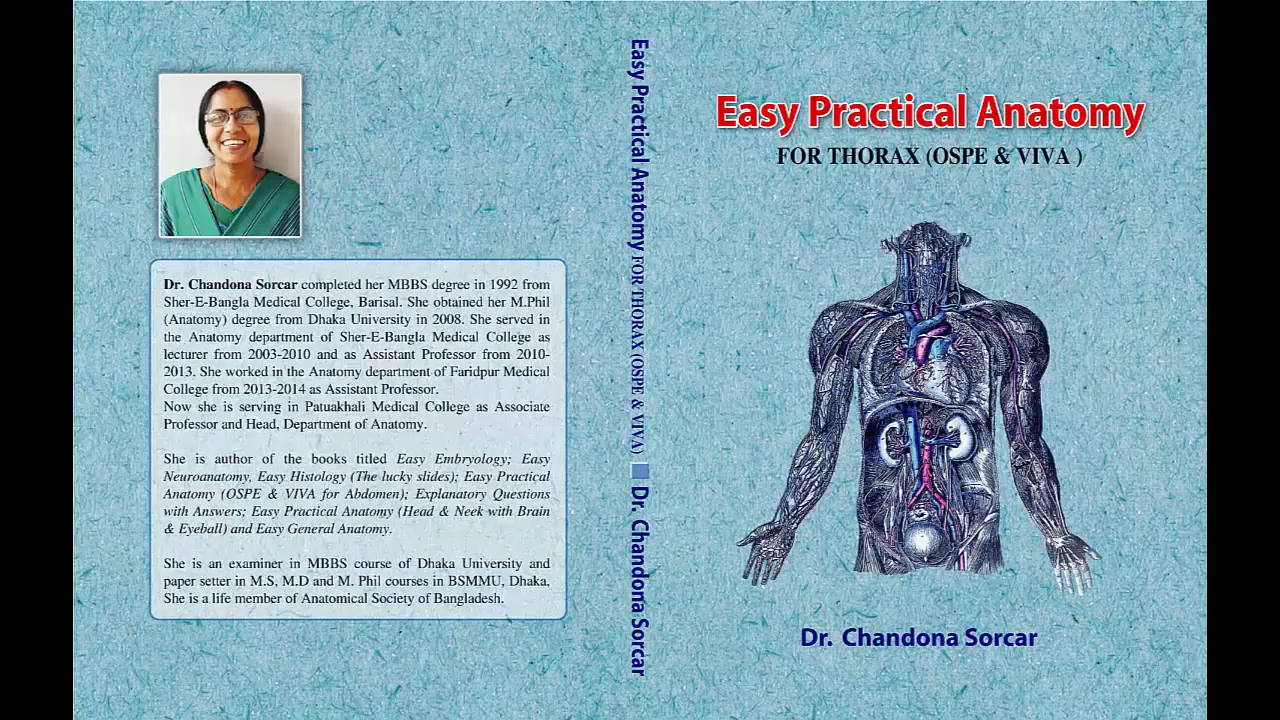 Dr. Chandona Sorcar completed her MBBS degree in 1992 from
Sher-E-Bangla Medical College, Barisal. She obtained her M.Phil
(Anatomy) degree from Dhaka University in 2008. She served in
the Anatomy department of Sher-E-Bangla Medical College as
lecturer from 2003-2010 and as Assistant Professor from 2010-
2013. She worked in the Anatomy department of Faridpur Medical
College from 2013-2014 as Assistant Professor.
Now she is serving in Patuakhali Medical College as Associate
Professor and Head, Department of Anatomy.
She is author of the books titled Easy Embryology; Easy
Neuroanatomy, Easy Histology (The lucky slides); Easy Practical
Anatomy (OSPE & VIVA for Abdomen); Explanatory Questions
with Answers; Easy Practical Anatomy (Head & Neek with Brain
& Eyeball) and Easy General Anatomy.
She is an examiner in MBBS course of Dhaka University and
paper setter in M.S, M.D and M. Phil courses in BSMMU, Dhaka,
She is a life member of Anatomical Society of Bangladesh.
Easy Practical Anatomy FOR THORAX (OSPE & VIVA) Dr. Chandona Sorcar
Easy Practical Anatomy
FOR THORAX (OSPE & VIVA )
Dr. Chandona Sorcar